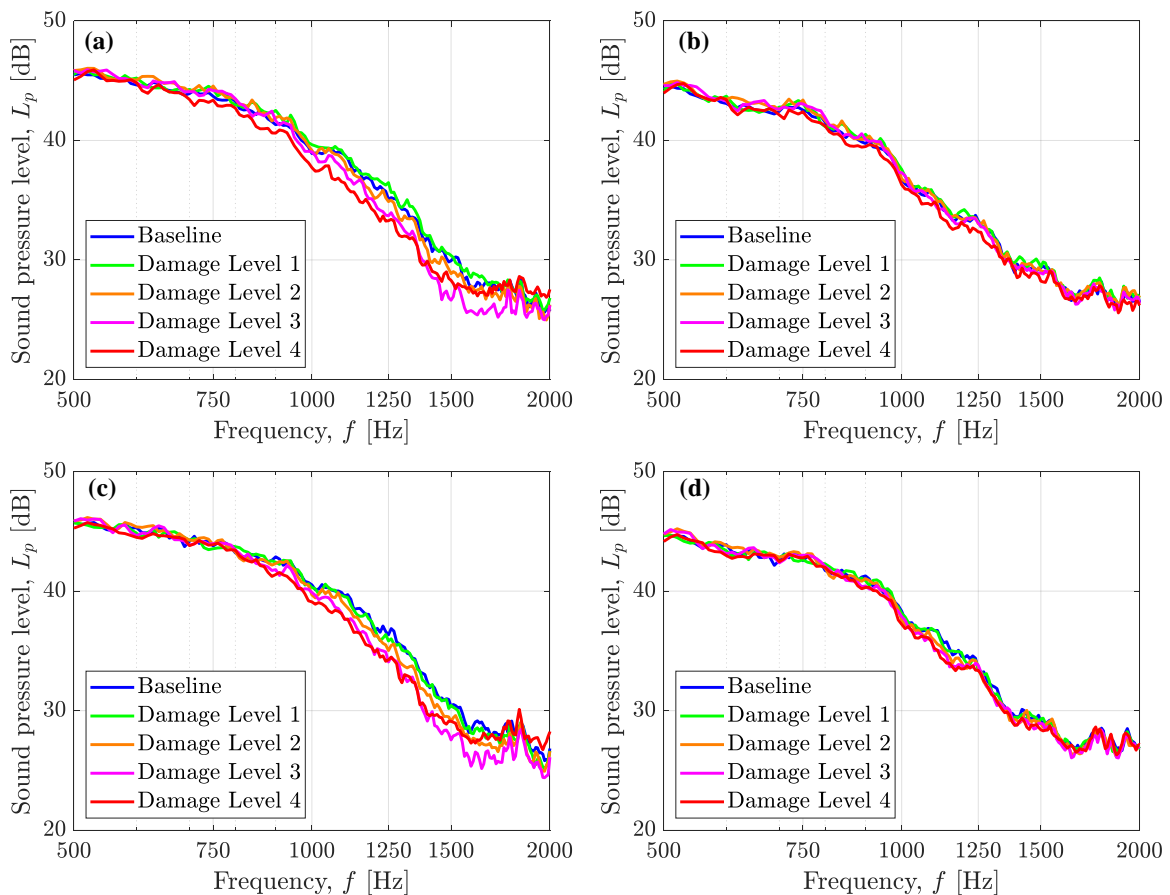 (a)
50
40
30
20
Sound pressure level, Lp [dB]
Baseline
Damage Level 1
Damage Level 2
Damage Level 3
Damage Level 4
500 750 1000 1250 1500 2000
Frequency, f [Hz]
(b)
50
40
30
20
Sound pressure level, Lp [dB]
Baseline
Damage Level 1
Damage Level 2
Damage Level 3
Damage Level 4
500 750 1000 1250 1500 2000
Frequency, f [Hz]
(c)
50
40
30
20
Sound pressure level, Lp [dB]
Baseline
Damage Level 1
Damage Level 2
Damage Level 3
Damage Level 4
500 750 1000 1250 1500 2000
Frequency, f [Hz]
(d)
50
40
30
20
Sound pressure level, Lp [dB]
Baseline
Damage Level 1
Damage Level 2
Damage Level 3
Damage Level 4
500 750 1000 1250 1500 2000
Frequency, f [Hz]